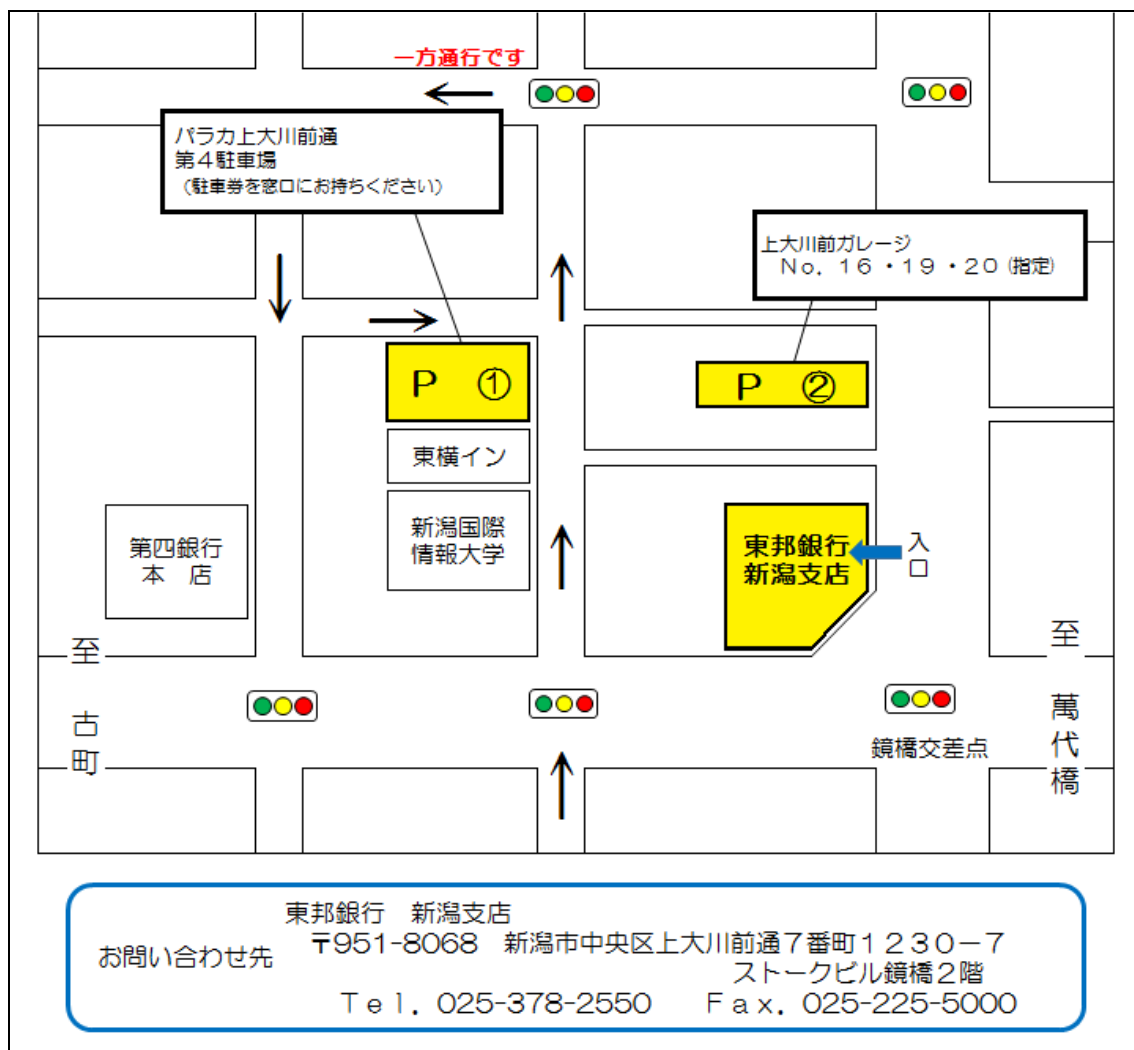 一方通行です
パラカ上大川前通
第４駐車場
（駐車券を窓口にお持ちください）
上大川前ガレージ
Ｎｏ．１６・１９・２０（指定）
Ｐ　①
Ｐ　②
東横イン
新潟国際
情報大学
第四銀行
本　店
東邦銀行
新潟支店
入口
至　古町
至　萬代橋
鏡橋交差点
お問い合わせ先
東邦銀行　新潟支店
〒951-8068　新潟市中央区上大川前通７番町１２３０－７
ストークビル鏡橋２階
Ｔｅｌ．025-378-2550　Ｆａｘ．025-225-5000